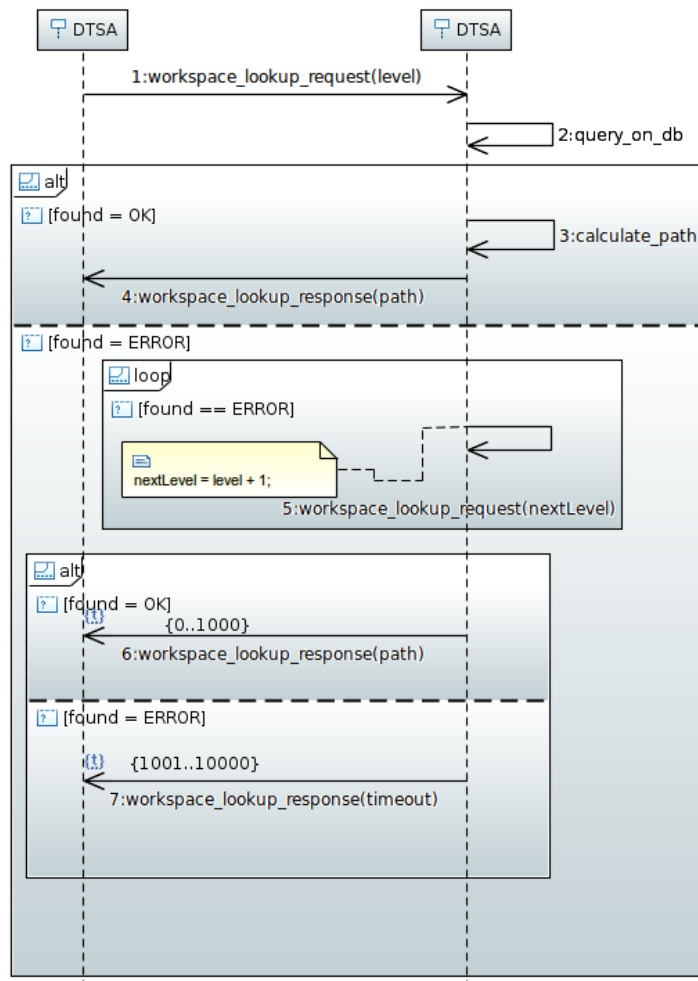 DTSA
DTSA
1:workspace_lookup_request(level)
2:query_on_db
alt
[found = OK]
3:calculate_path
4:workspace_lookup_response(path)
[found = ERROR]
loop
[found == ERROR]
nextLevel = level + 1;
5:workspace_lookup_request(nextLevel)
alt
[found = OK]
{t}
{0..1000}
6:workspace_lookup_response(path)
[found = ERROR]
{t}
{1001..10000}
7:workspace_lookup_response(timeout)